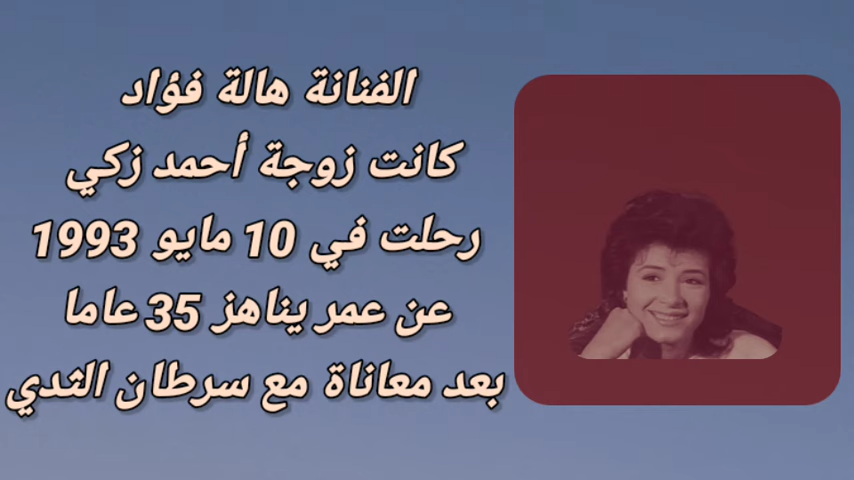 الفنانة هالة فؤاد
كانت زوجة أحمد زكي
رحلت في 10 مايو 1993
عن عمر يناهز 35 عاما
بعد معاناة مع سرطان الثدي